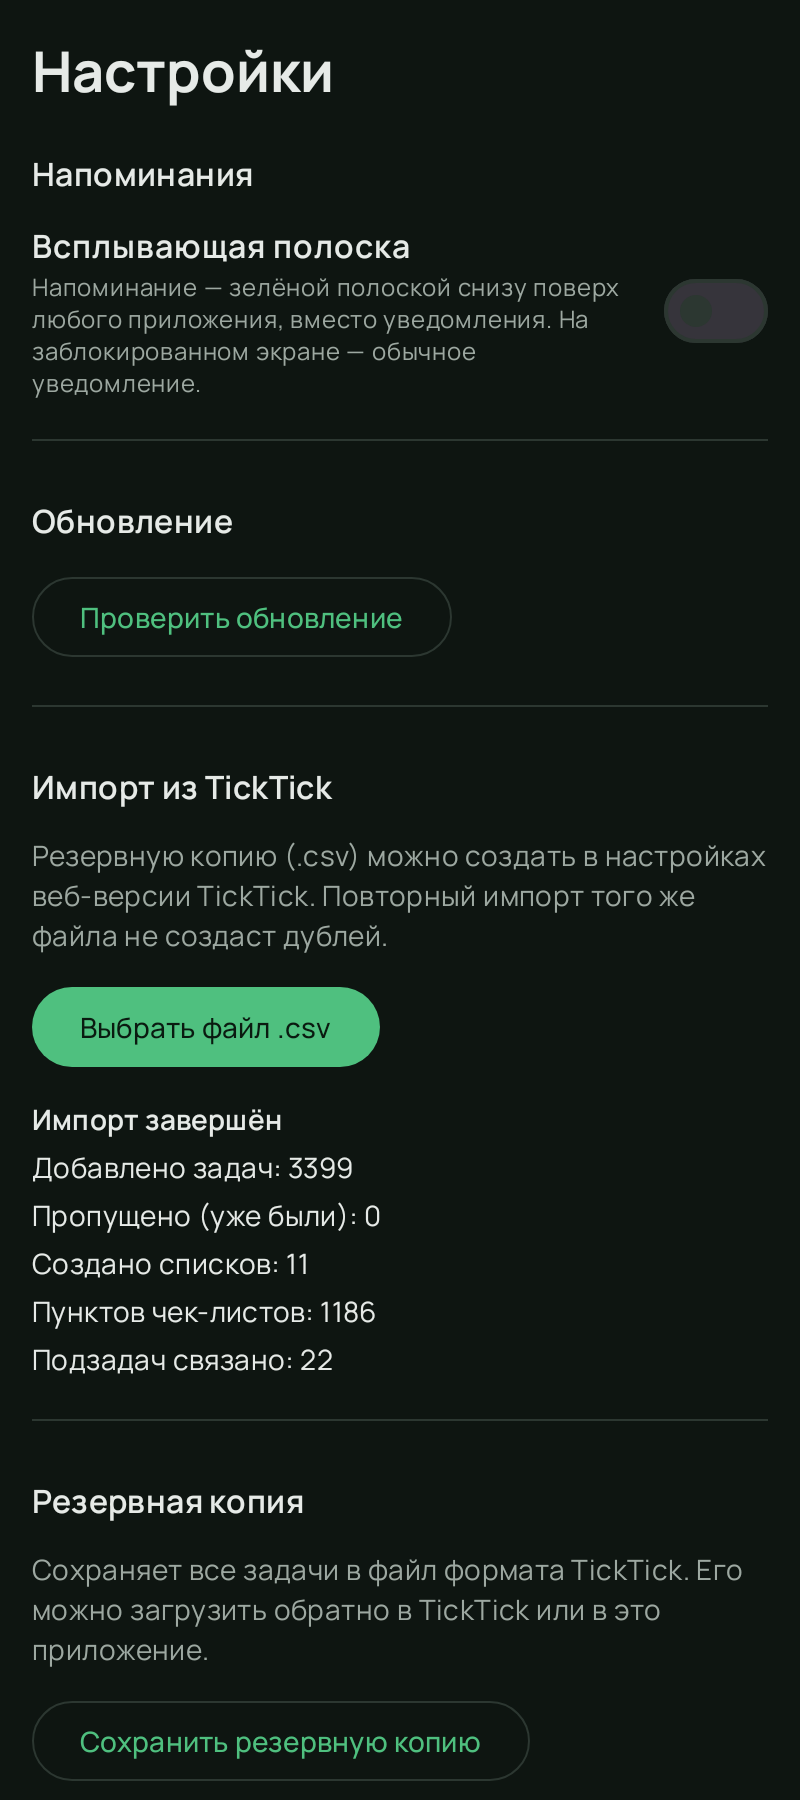 Настройки
Напоминания
Всплывающая полоска
Напоминание — зелёной полоской снизу поверх
любого приложения, вместо уведомления. На
заблокированном экране — обычное
уведомление.
Обновление
Проверить обновление
Импорт из TickTick
Резервную копию (.csv) можно создать в настройках
веб-версии TickTick. Повторный импорт того же
файла не создаст дублей.
Выбрать файл .csv
Импорт завершён
Добавлено задач: 3399
Пропущено (уже были): 0
Создано списков: 11
Пунктов чек-листов: 1186
Подзадач связано: 22
Резервная копия
Сохраняет все задачи в файл формата TickTick. Его
можно загрузить обратно в TickTick или в это
приложение.
Сохранить резервную копию